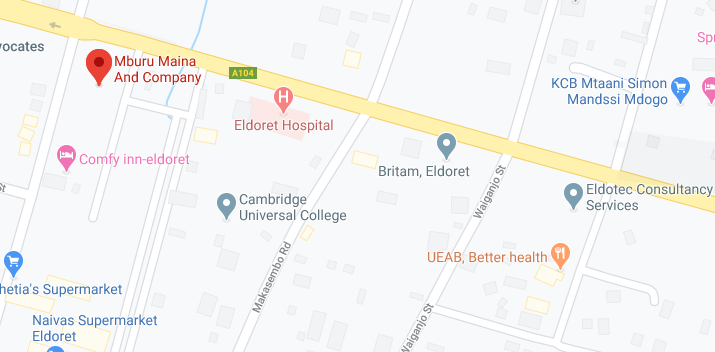 vocates
Mburu Maina
And Company
A104
Eldoret Hospital
KCB Mtaani Simon
Mandssi Mdogo
Spr
Comfy inn-eldoret
Britam, Eldoret
Cambridge
Universal College
Waiganjo St
Eldotec Consultancy
Services
St
Makasembo Rd
UEAB, Better health
hetia's Supermarket
Naivas Supermarket
Eldoret
Waiganjo St